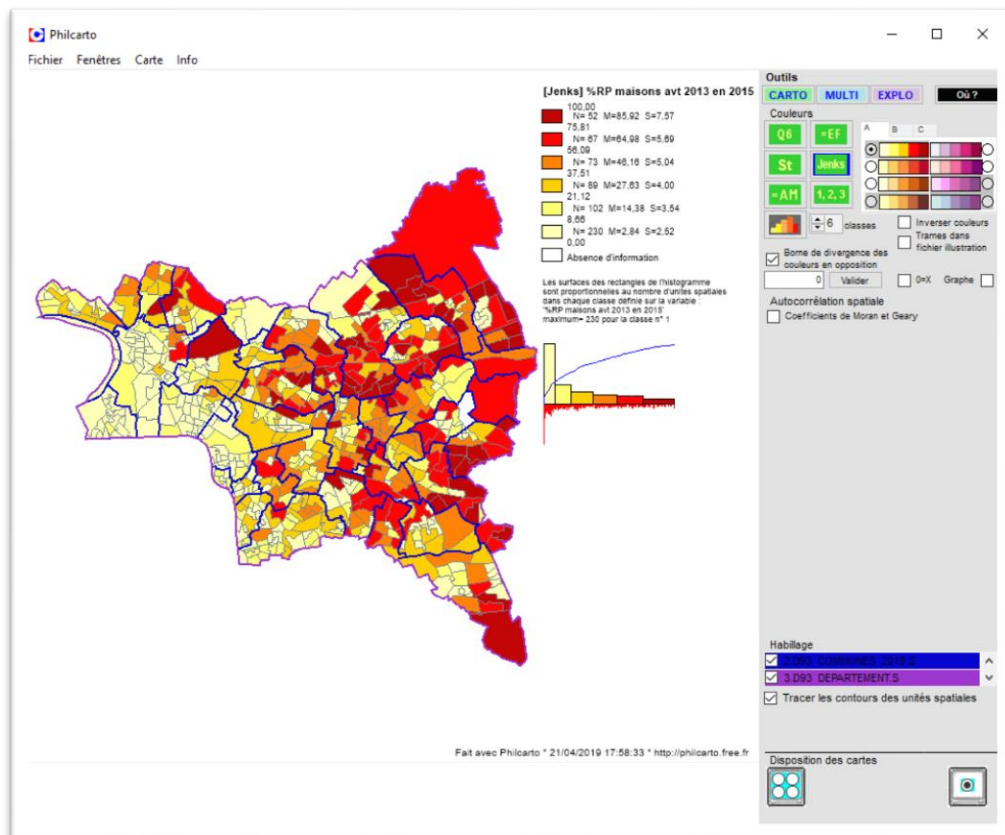 Philcarto
Fichier Fenêtres Carte Info
[Jenks] %RP maisons avt 2013 en 2015
100,00
N= 52 M=85,92 S=7,57
75,81
N= 67 M=64,98 S=5,69
56,09
N= 73 M=46,16 S=5,04
37,51
N= 89 M=27,63 S=4,00
21,12
N= 102 M=14,38 S=3,54
8,66
N= 230 M=2,84 S=2,52
0,00
Absence d'information
Les surfaces des rectangles de l'histogramme
sont proportionnelles au nombre d'unites spatiales
dans chaque classe définie sur la variable :
'%RP maisons avt 2013 en 2015'
maximum= 230 pour la classe n° 1
Fait avec Philcarto * 21/04/2019 17:58:33 * http://philcarto.free.fr
Outils
CARTO MULTI EXPLO Où ?
Couleurs
Q6 =EF
A B C
St Jenks
=AM 1,2,3
6 classes
Inverser couleurs
Trames dans
fichier illustration
Borne de divergence des
couleurs en opposition
0 Valider 0=X Graphe
Autocorrélation spatiale
Coefficients de Moran et Geary
Habillage
2.D93 COMMUNES 2019.S
3.D93 DEPARTEMENT.S
Tracer les contours des unités spatiales
Disposition des cartes